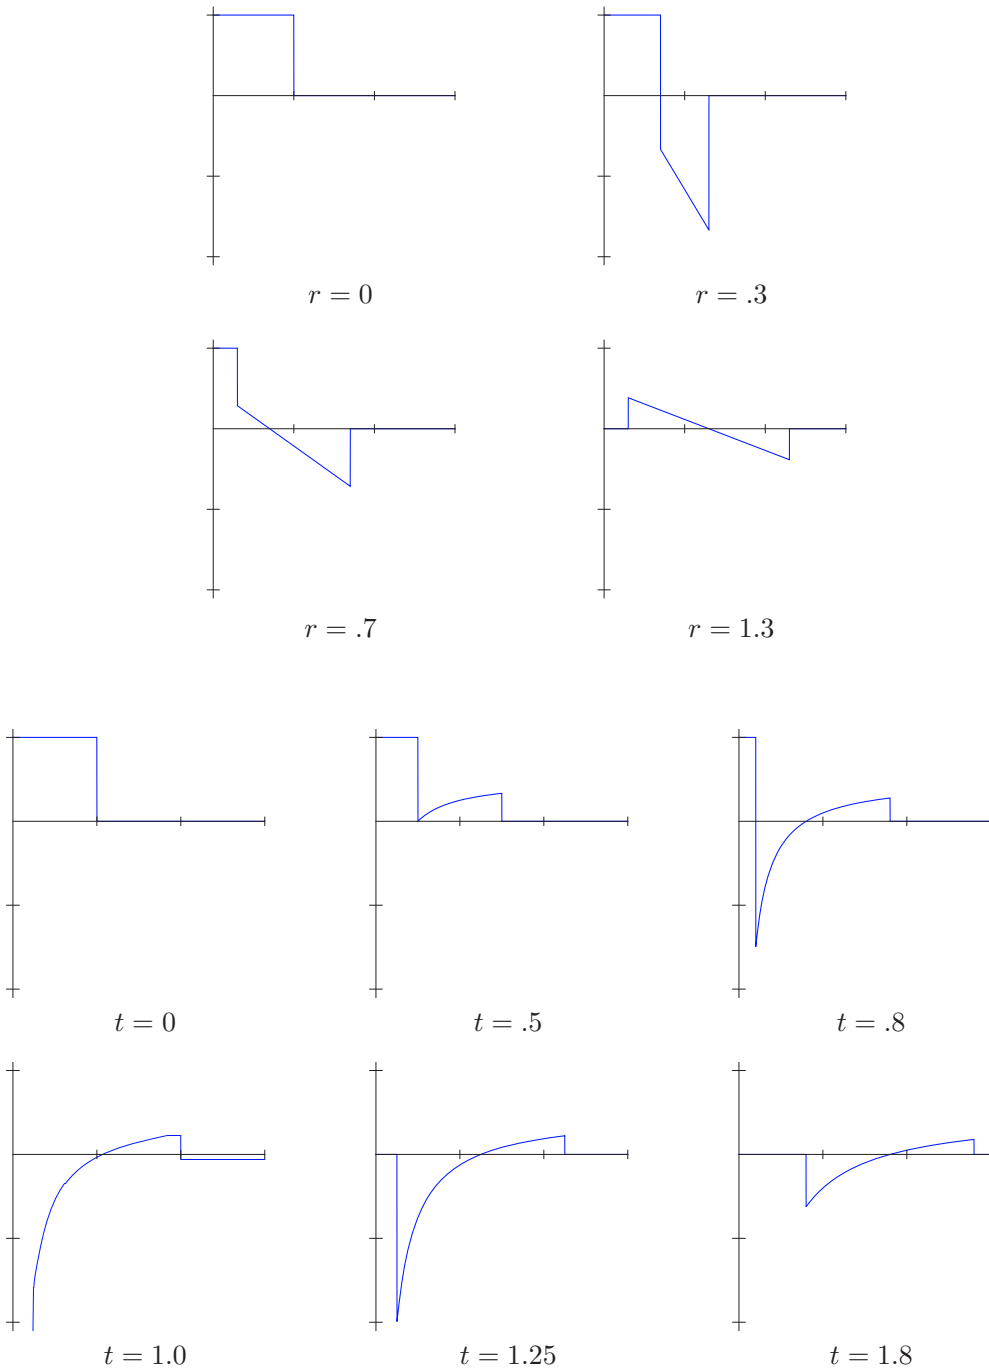 r = 0 r = .3
r = .7 r = 1.3
t = 0 t = .5 t = .8
t = 1.0 t = 1.25 t = 1.8